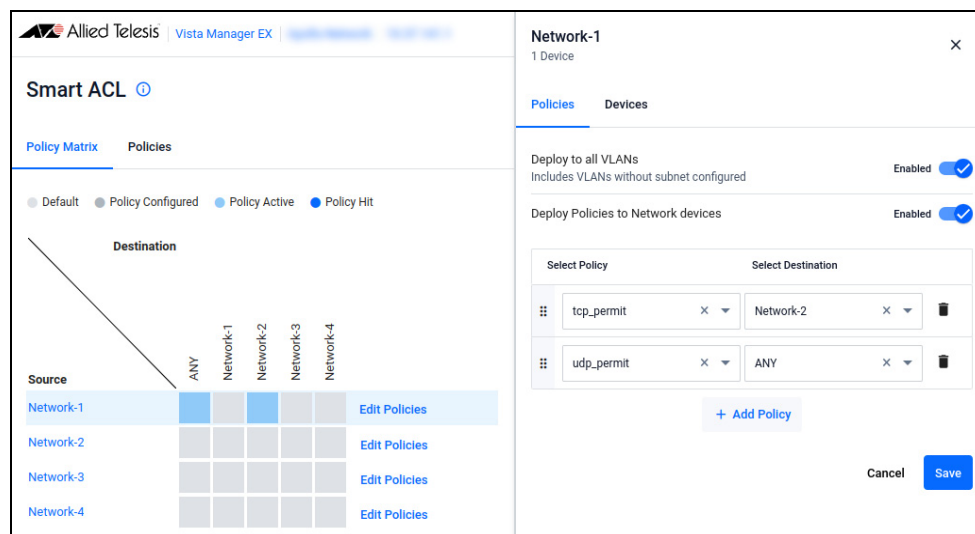 Allied Telesis
Vista Manager EX
Smart ACL
Policy Matrix
Policies
Default
Policy Configured
Policy Active
Policy Hit
Destination
ANY
Network-1
Network-2
Network-3
Network-4
Source
Network-1
Edit Policies
Network-2
Edit Policies
Network-3
Edit Policies
Network-4
Edit Policies
Network-1
1 Device
Policies
Devices
Deploy to all VLANs
Includes VLANs without subnet configured
Enabled
Deploy Policies to Network devices
Enabled
Select Policy
Select Destination
tcp_permit
Network-2
udp_permit
ANY
+ Add Policy
Cancel
Save